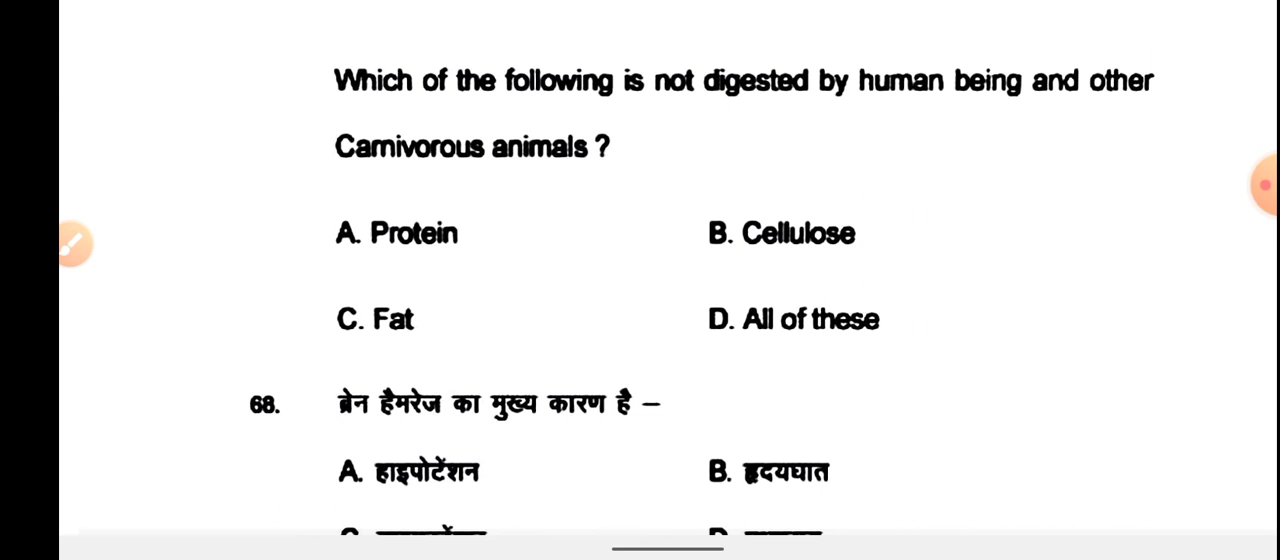 Which of the following is not digested by human being and other
Carnivorous animals ?
A. Protein B. Cellulose
C. Fat D. All of these
68. ब्रेन हैमरेज का मुख्य कारण है –
A. हाइपोटेंशन B. हृदयघात